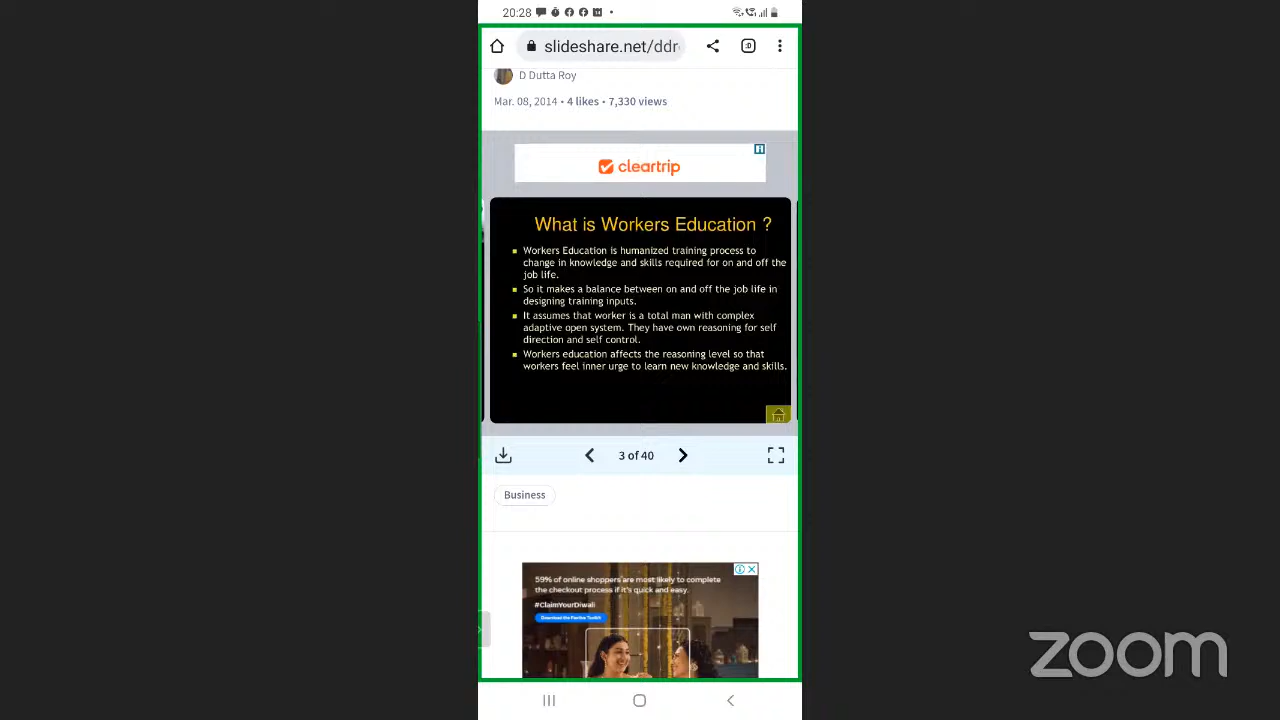 20:28
slideshare.net/ddr
:D
D Dutta Roy
Mar. 08, 2014 • 4 likes • 7,330 views
cleartrip
What is Workers Education ?
Workers Education is humanized training process to
change in knowledge and skills required for on and off the
job life.
So it makes a balance between on and off the job life in
designing training inputs.
It assumes that worker is a total man with complex
adaptive open system. They have own reasoning for self
direction and self control.
Workers education affects the reasoning level so that
workers feel inner urge to learn new knowledge and skills.
3 of 40
Business
59% of online shoppers are most likely to complete
the checkout process if it's quick and easy.
#ClaimYourDiwali
Download the Festive Toolkit
zoom